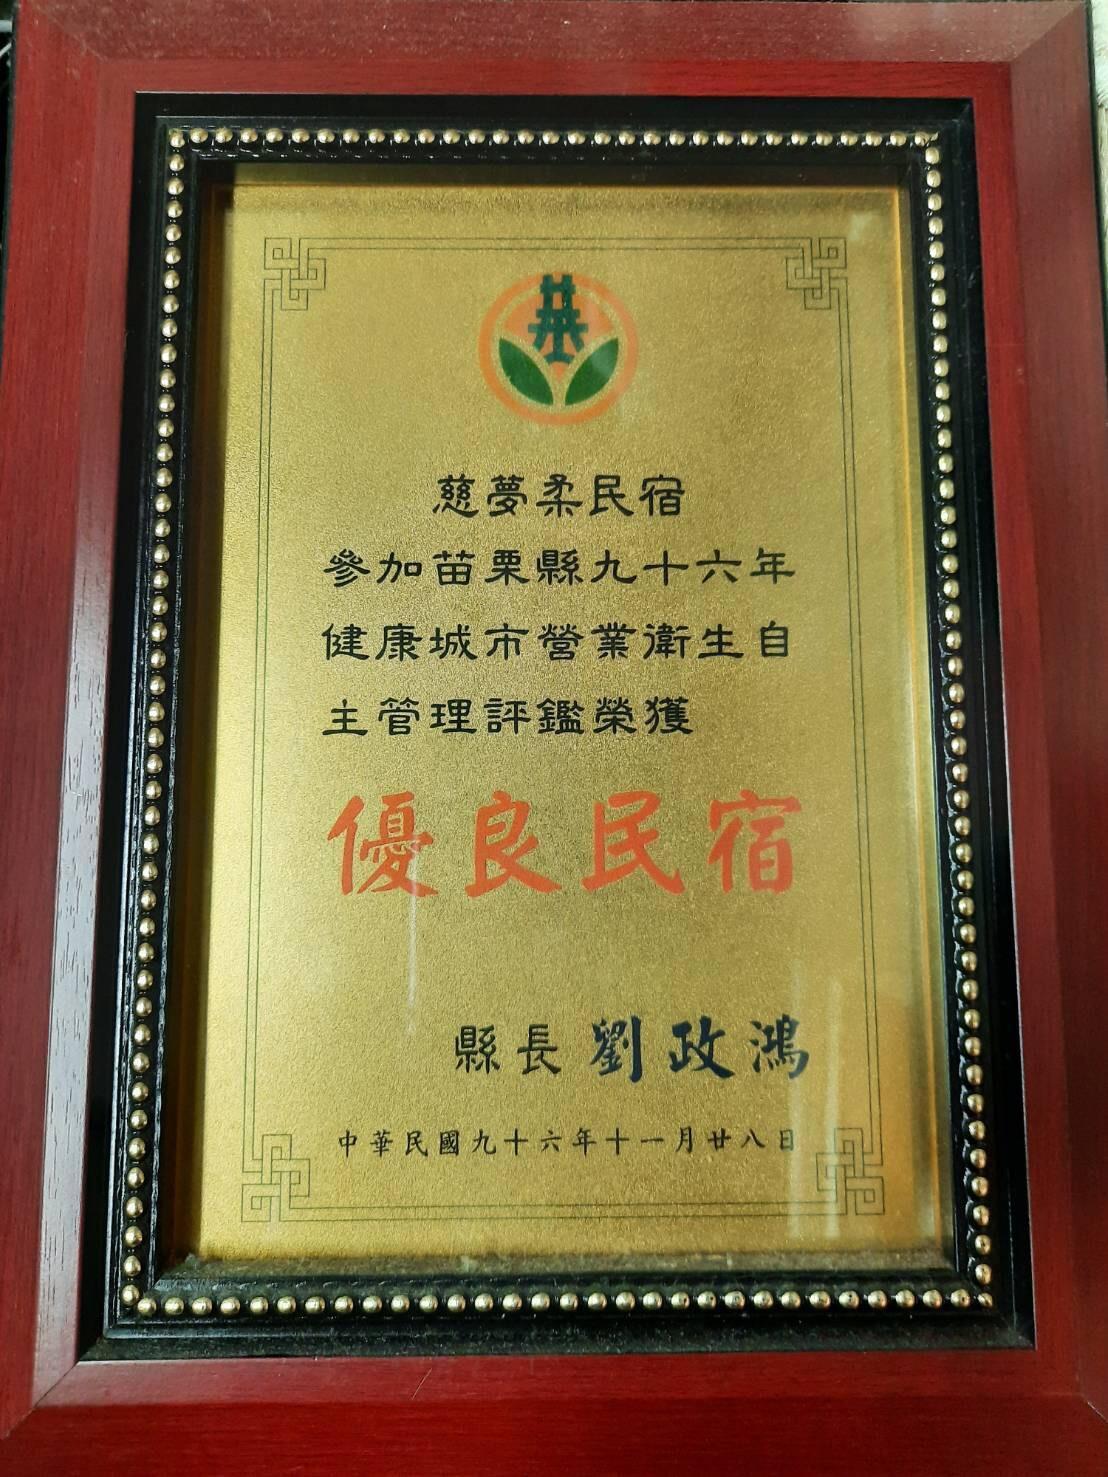 慈夢柔民宿
參加苗栗縣九十六年
健康城市營業衛生自
主管理評鑑榮獲
優良民宿
縣長 劉政鴻
中華民國九十六年十一月廿八日